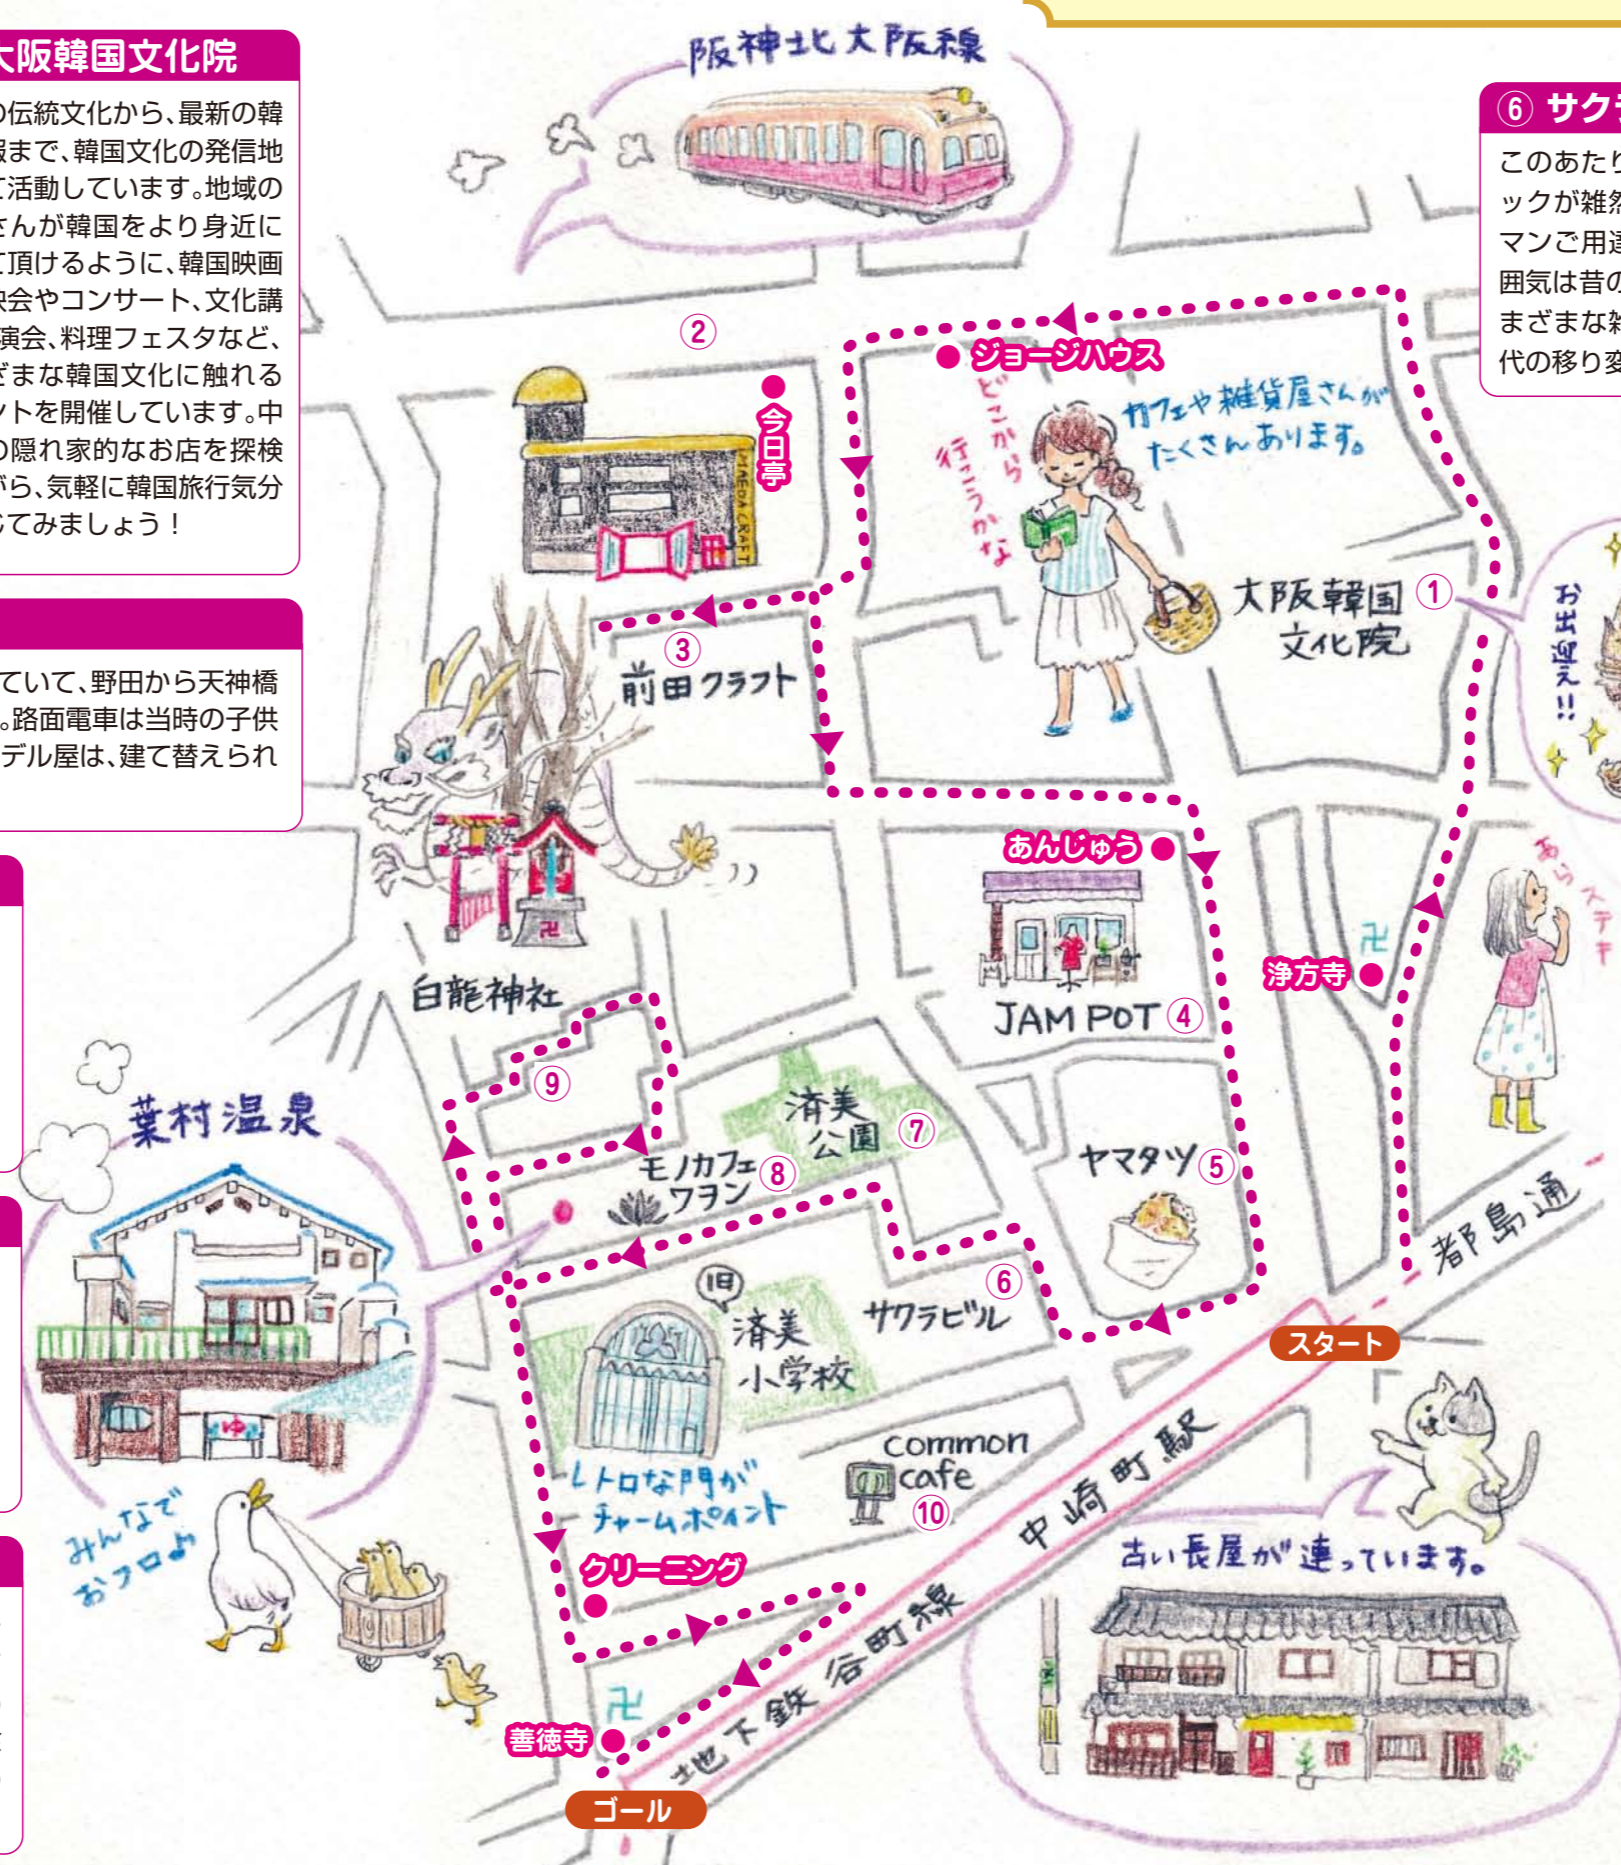 大阪韓国文化院
の伝統文化から、最新の韓
報まで、韓国文化の発信地
て活動しています。地域の
さんが韓国をより身近に
て頂けるように、韓国映画
映会やコンサート、文化講
演会、料理フェスタなど、
ざまな韓国文化に触れる
ントを開催しています。中
の隠れ家的なお店を探検
がら、気軽に韓国旅行気分
じてみましょう！
ていて、野田から天神橋
。路面電車は当時の子供
デル屋は、建て替えられ
⑥ サクラ
このあたり
ックが雑然
マンご用達
囲気は昔の
まざまな雑
代の移り変
阪神北大阪線
②
今日亭
MAEDA CRAFT
ジョージハウス
どこから
行こうかな
カフェや雑貨屋さんが
たくさんあります。
大阪韓国 ①
文化院
お出迎え!!
③
前田クラフト
白龍神社
卍
あんじゅう
JAM POT ④
卍
浄方寺
あらステキ
⑨
済美
公園 ⑦
モノカフェ ⑧
ワヲン
ヤマタツ ⑤
都島通
葉村温泉
ゆ
みんなで
おフロ♪
⑥
サクラビル
旧
済美
小学校
レトロな門が
チャームポイント
common
cafe
⑩
スタート
中崎町駅
地下鉄谷町線
クリーニング
卍
善徳寺
ゴール
古い長屋が連っています。